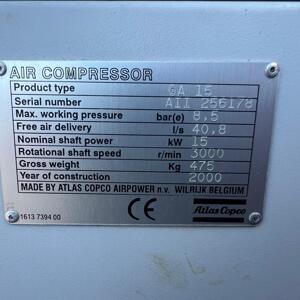 AIR COMPRESSOR
Product type GA 15
Serial number AII 256178
Max. working pressure bar(e) 8,5
Free air delivery l/s 40,8
Nominal shaft power kW 15
Rotational shaft speed r/min 3000
Gross weight Kg 475
Year of construction 2000
MADE BY ATLAS COPCO AIRPOWER n.v. WILRIJK BELGIUM
CE
Atlas Copco
1613 7394 00